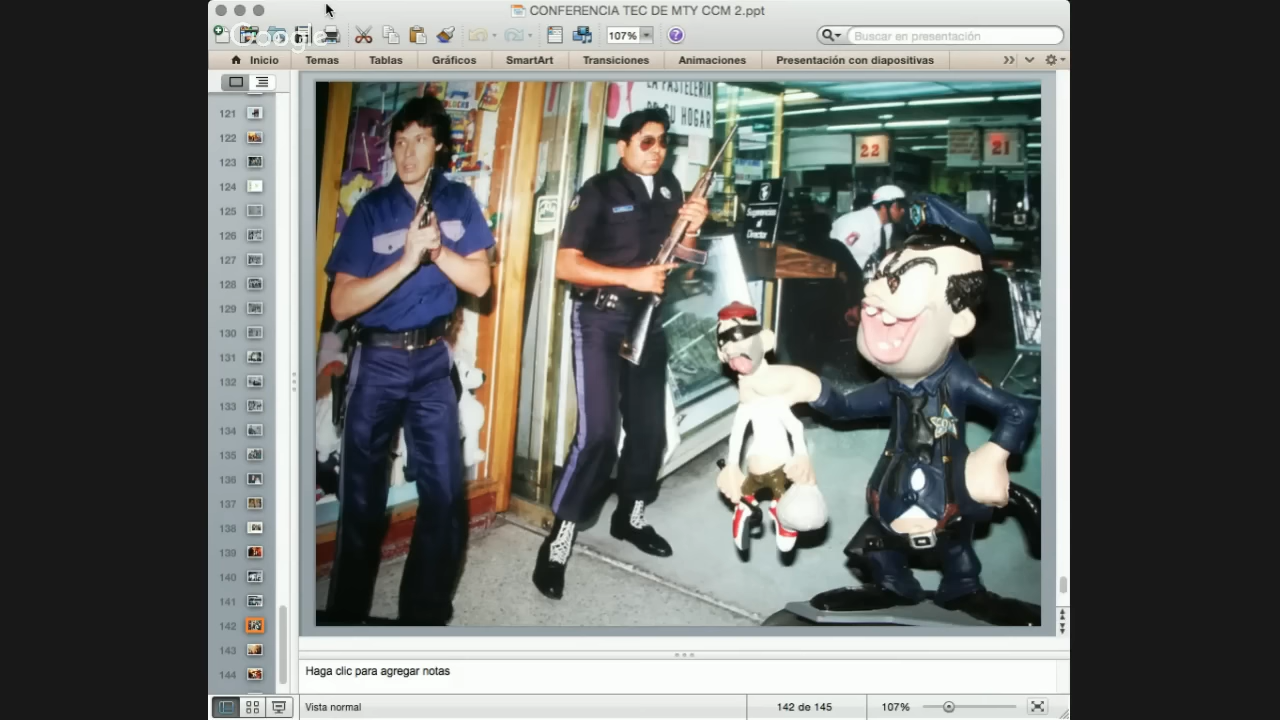 CONFERENCIA TEC DE MTY CCM 2.ppt
Google
107%
Buscar en presentación
Inicio
Temas
Tablas
Gráficos
SmartArt
Transiciones
Animaciones
Presentación con diapositivas
121
122
123
124
125
126
127
128
129
130
131
132
133
134
135
136
137
138
139
140
141
142
143
144
LA PASTELERIA
DE SU HOGAR
22
21
Sugerencias
al
Director
Haga clic para agregar notas
Vista normal
142 de 145
107%